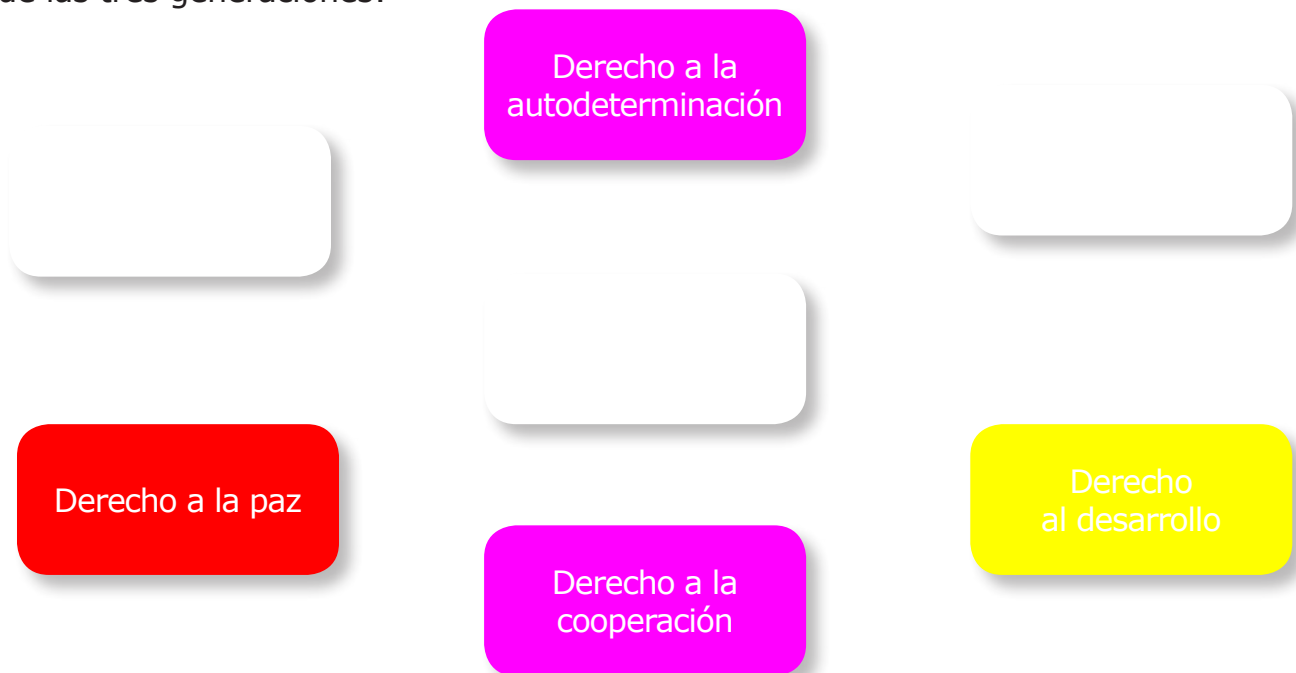 de las tres generaciones.
Derecho a la
autodeterminación
Derecho a la paz
Derecho
al desarrollo
Derecho a la
cooperación